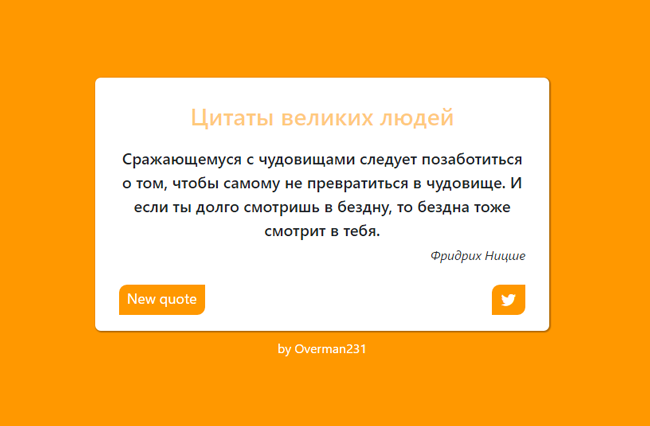 Цитаты великих людей
Сражающемуся с чудовищами следует позаботиться
о том, чтобы самому не превратиться в чудовище. И
если ты долго смотришь в бездну, то бездна тоже
смотрит в тебя.
Фридрих Ницше
New quote
by Overman231